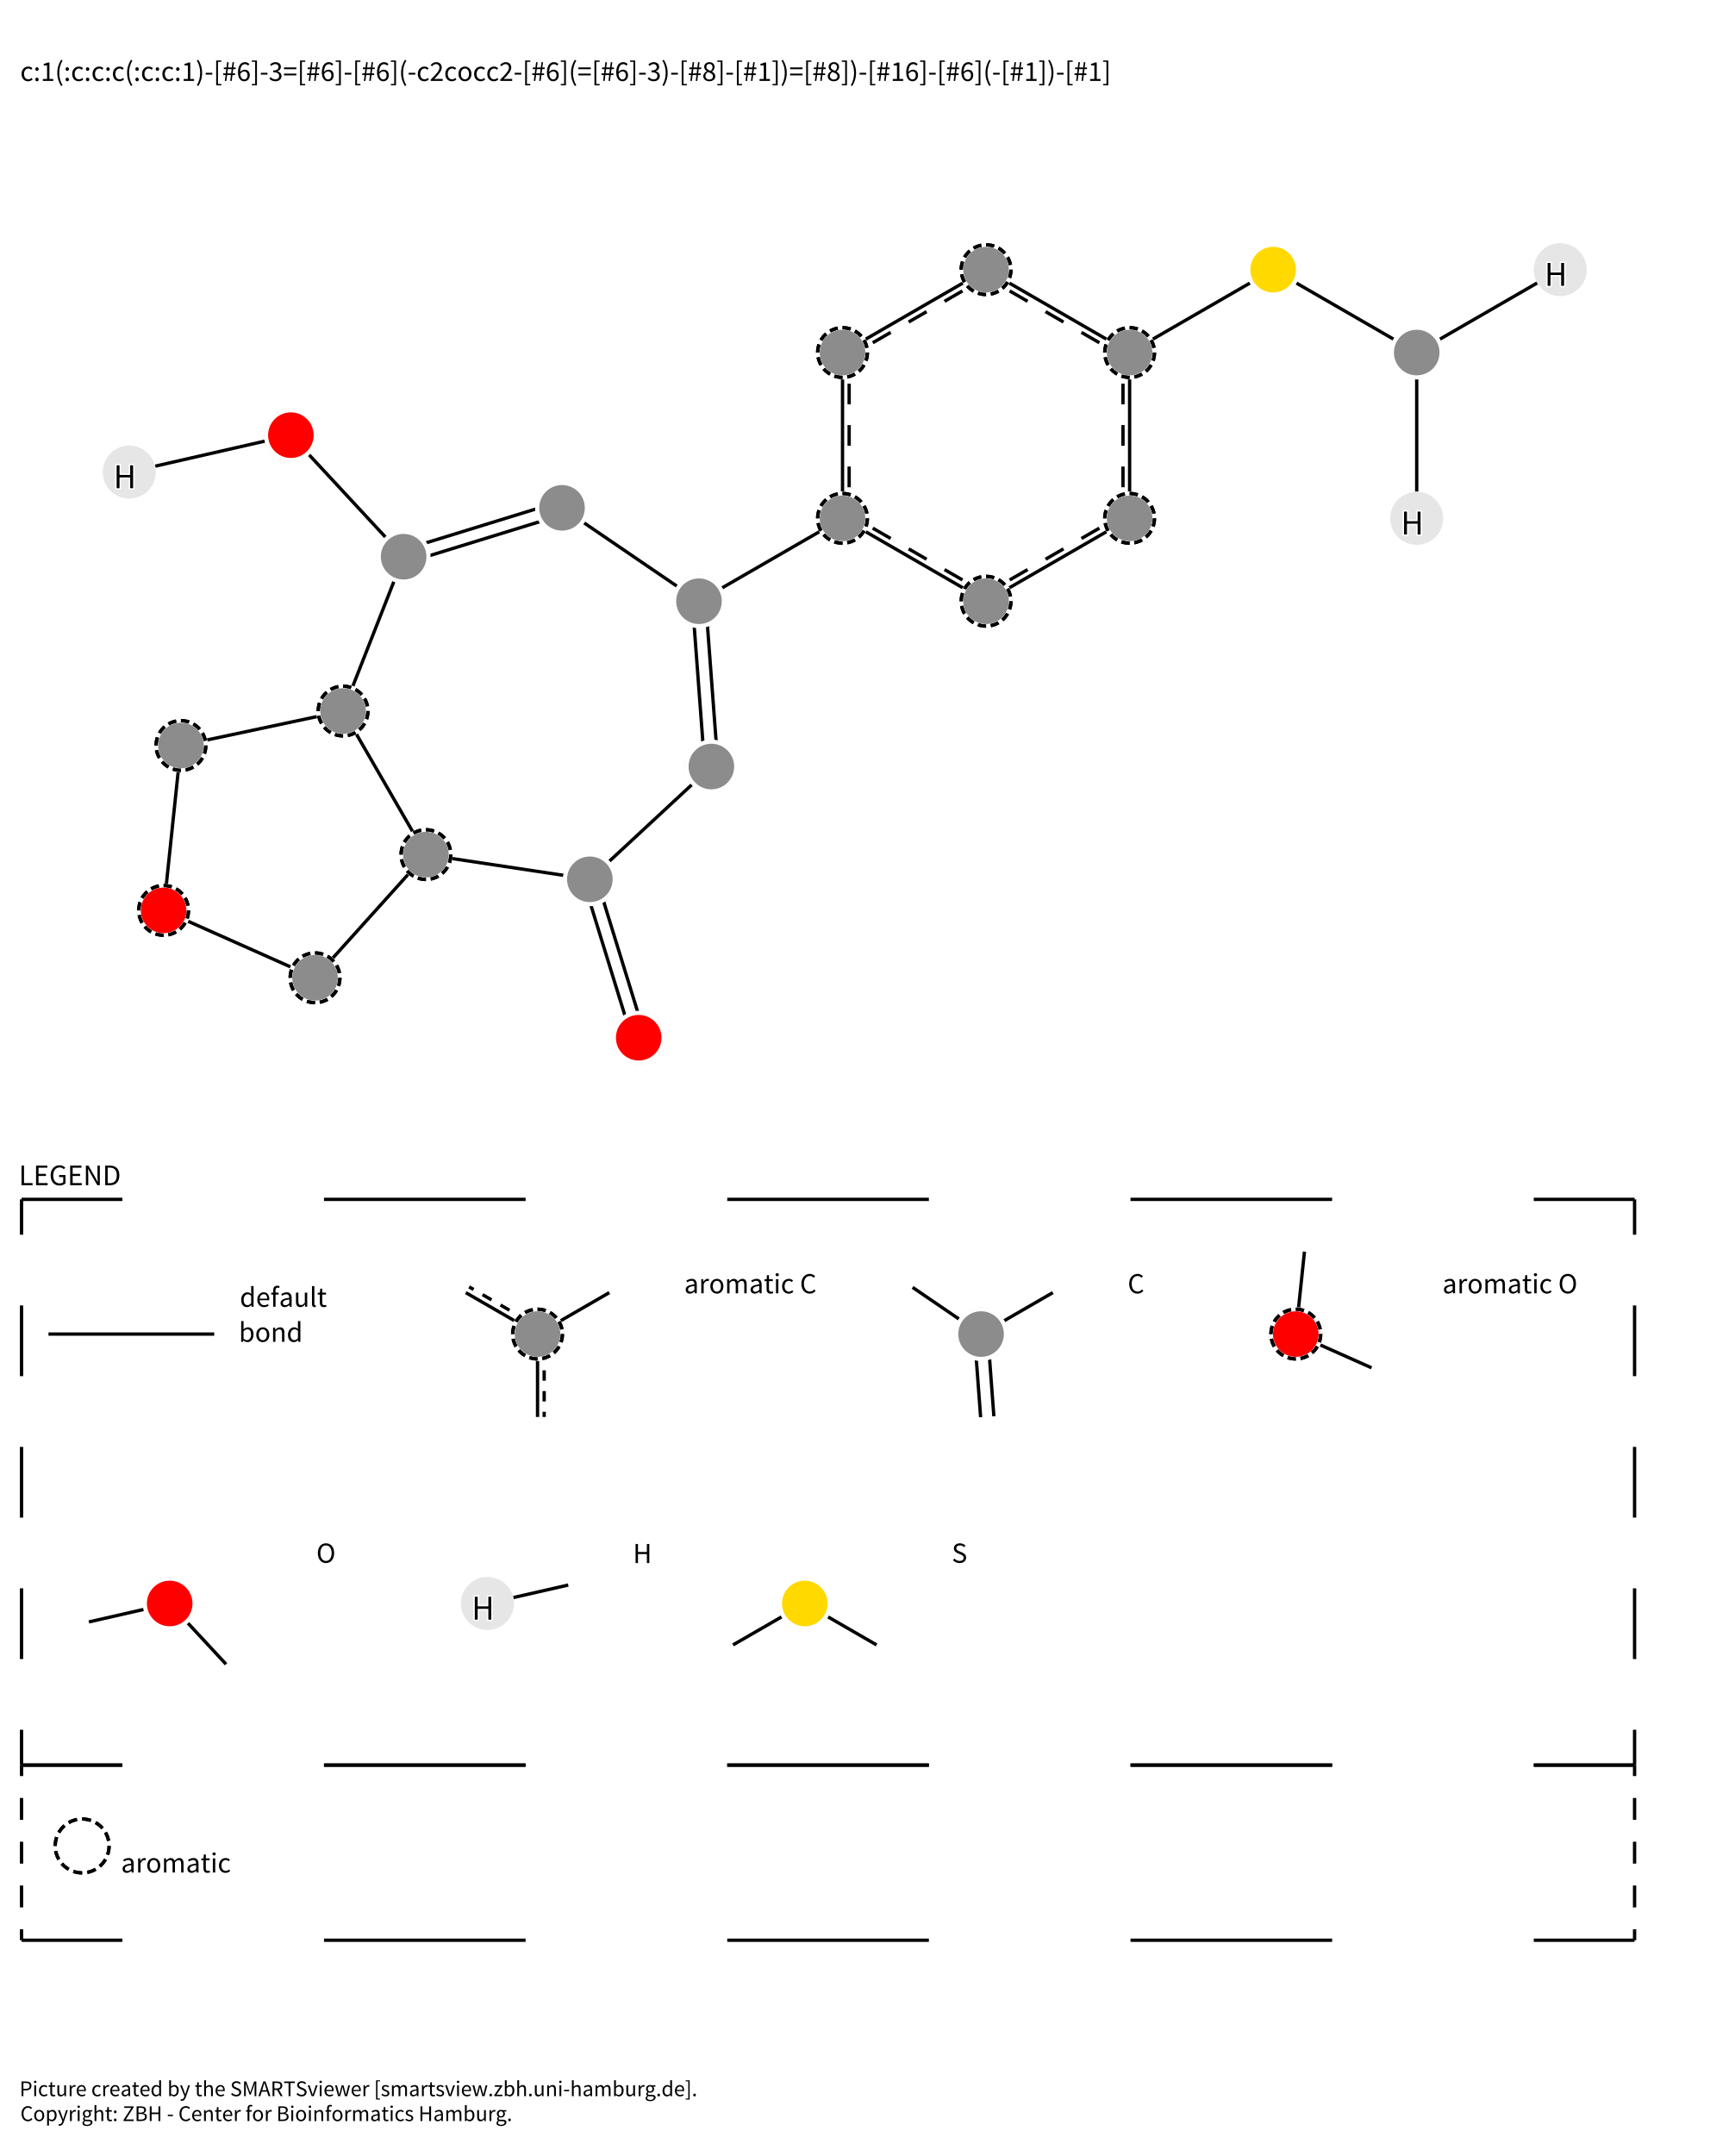 c:1(:c:c:c(:c:c:1)-[#6]-3=[#6]-[#6](-c2cocc2-[#6](=[#6]-3)-[#8]-[#1])=[#8])-[#16]-[#6](-[#1])-[#1]
H
H
H
LEGEND
default
bond
aromatic C
C
aromatic O
O
H
H
S
aromatic
Picture created by the SMARTSviewer [smartsview.zbh.uni-hamburg.de].
Copyright: ZBH - Center for Bioinformatics Hamburg.